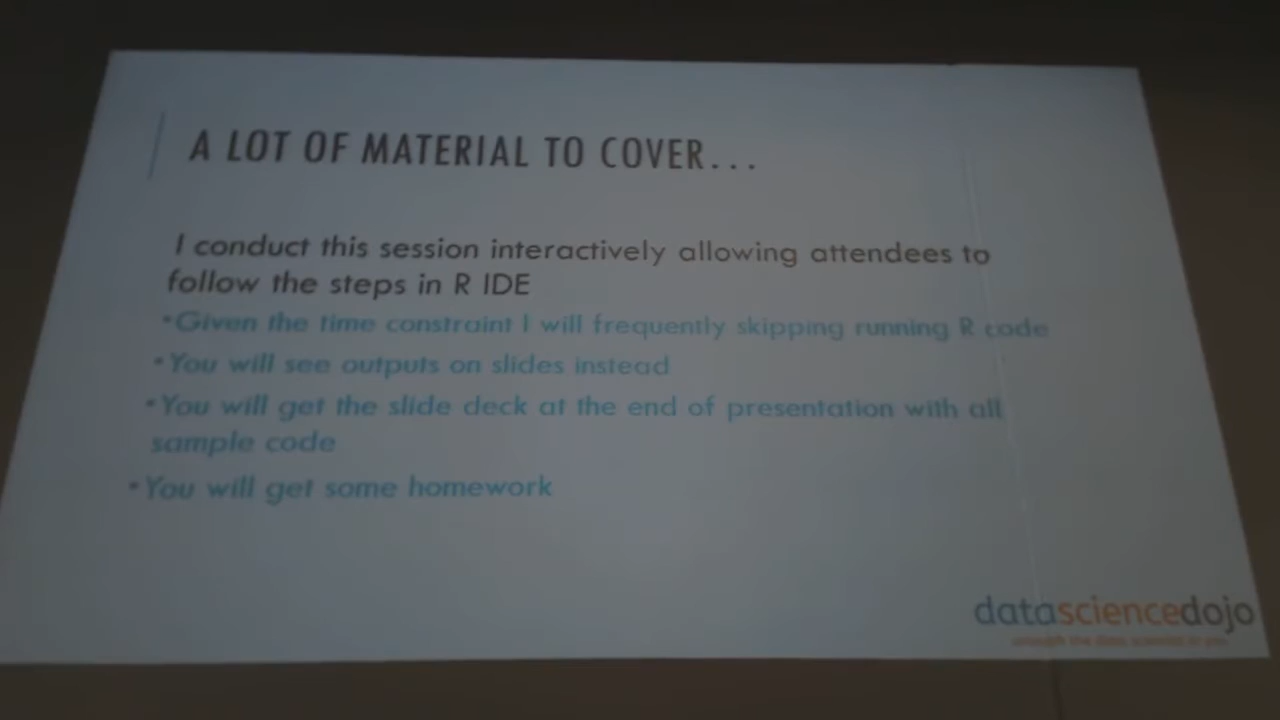 A LOT OF MATERIAL TO COVER...
I conduct this session interactively allowing attendees to
follow the steps in R IDE
•Given the time constraint I will frequently skipping running R code
•You will see outputs on slides instead
•You will get the slide deck at the end of presentation with all
sample code
•You will get some homework
datasciencedojo